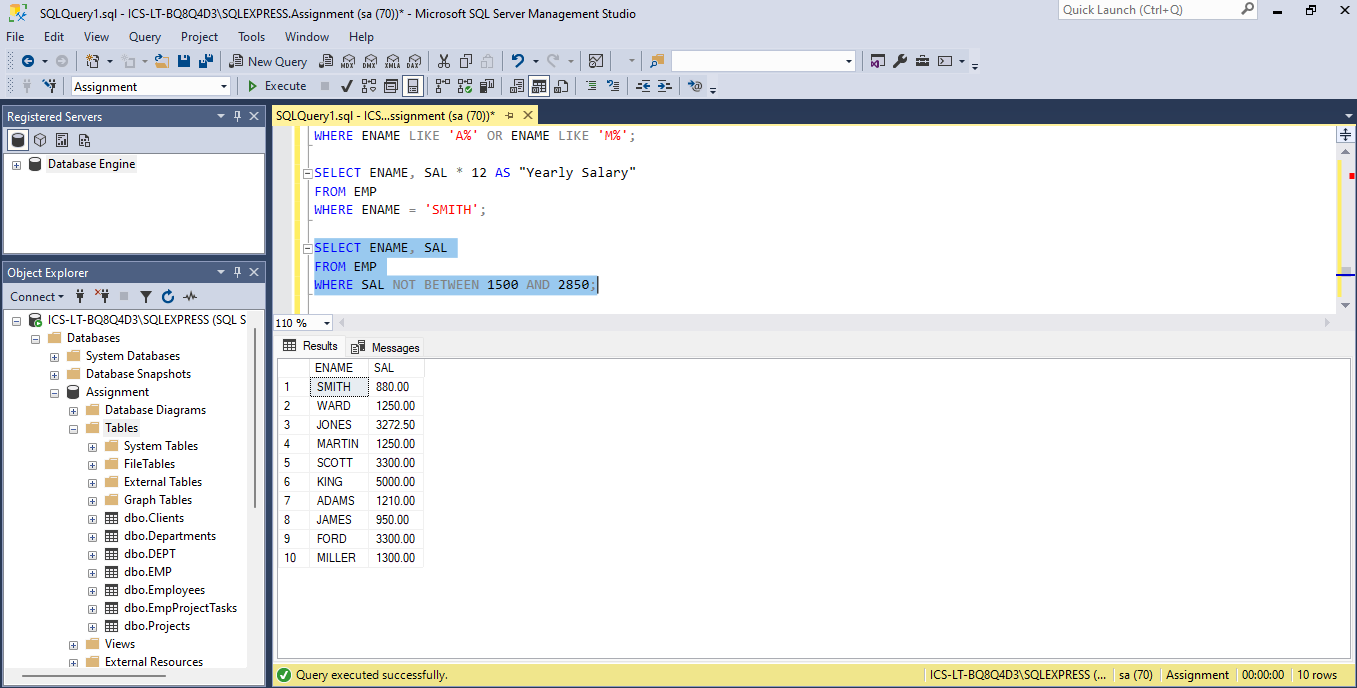 SQLQuery1.sql - ICS-LT-BQ8Q4D3\SQLEXPRESS.Assignment (sa (70))* - Microsoft SQL Server Management Studio
Quick Launch (Ctrl+Q)
File Edit View Query Project Tools Window Help
New Query
MDX DMX XMLA DAX
Assignment
Execute
Registered Servers
Database Engine
Object Explorer
Connect
ICS-LT-BQ8Q4D3\SQLEXPRESS (SQL S
Databases
System Databases
Database Snapshots
Assignment
Database Diagrams
Tables
System Tables
FileTables
External Tables
Graph Tables
dbo.Clients
dbo.Departments
dbo.DEPT
dbo.EMP
dbo.Employees
dbo.EmpProjectTasks
dbo.Projects
Views
External Resources
SQLQuery1.sql - ICS...ssignment (sa (70))*
WHERE ENAME LIKE 'A%' OR ENAME LIKE 'M%';
SELECT ENAME, SAL * 12 AS "Yearly Salary"
FROM EMP
WHERE ENAME = 'SMITH';
SELECT ENAME, SAL
FROM EMP
WHERE SAL NOT BETWEEN 1500 AND 2850;
110 %
Results Messages
ENAME SAL
1 SMITH 880.00
2 WARD 1250.00
3 JONES 3272.50
4 MARTIN 1250.00
5 SCOTT 3300.00
6 KING 5000.00
7 ADAMS 1210.00
8 JAMES 950.00
9 FORD 3300.00
10 MILLER 1300.00
Query executed successfully.
ICS-LT-BQ8Q4D3\SQLEXPRESS (... sa (70) Assignment 00:00:00 10 rows